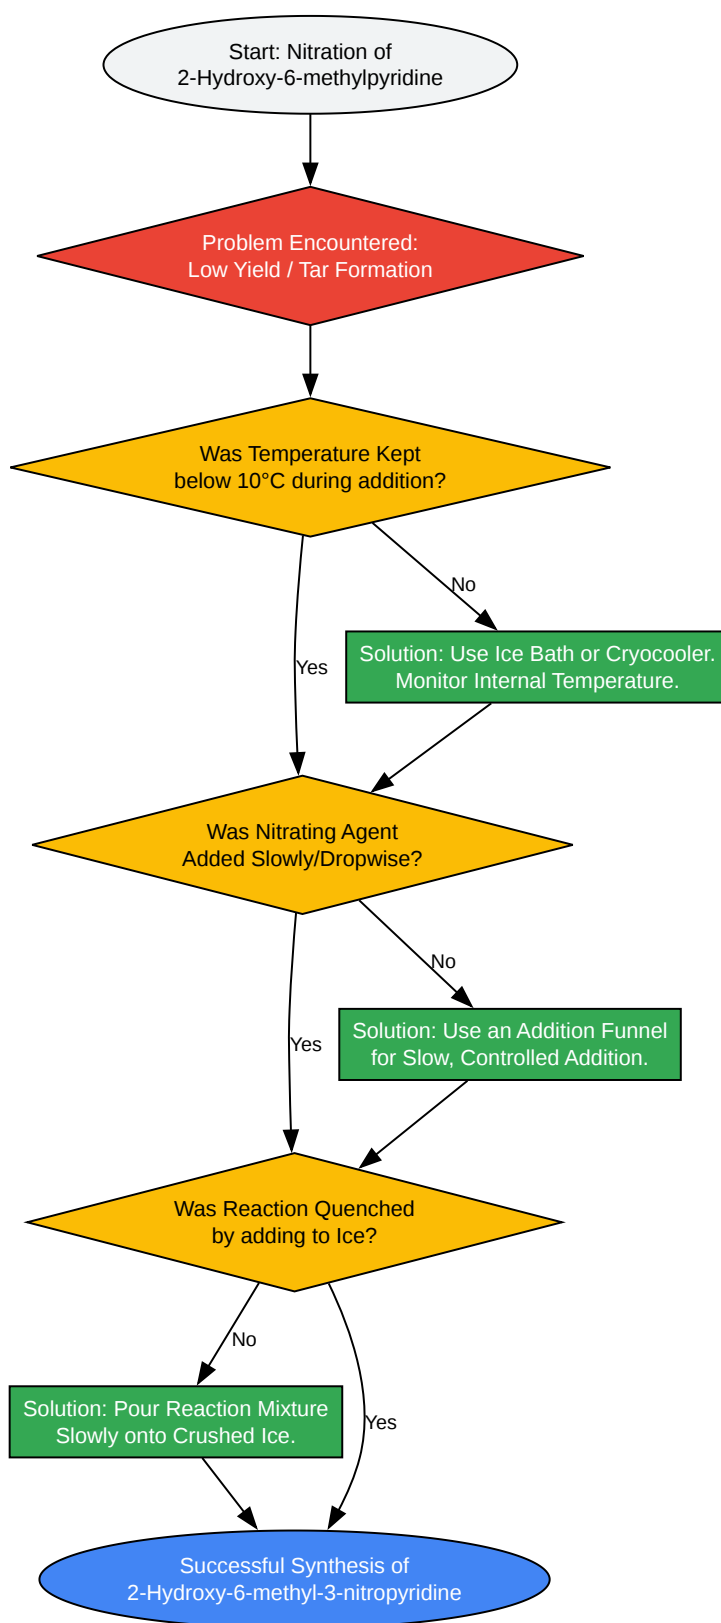 Start: Nitration of
2-Hydroxy-6-methylpyridine
Problem Encountered:
Low Yield / Tar Formation
Was Temperature Kept
below 10°C during addition?
No
Solution: Use Ice Bath or Cryocooler.
Monitor Internal Temperature.
Yes
Was Nitrating Agent
Added Slowly/Dropwise?
No
Solution: Use an Addition Funnel
for Slow, Controlled Addition.
Yes
Was Reaction Quenched
by adding to Ice?
No
Solution: Pour Reaction Mixture
Slowly onto Crushed Ice.
Yes
Successful Synthesis of
2-Hydroxy-6-methyl-3-nitropyridine